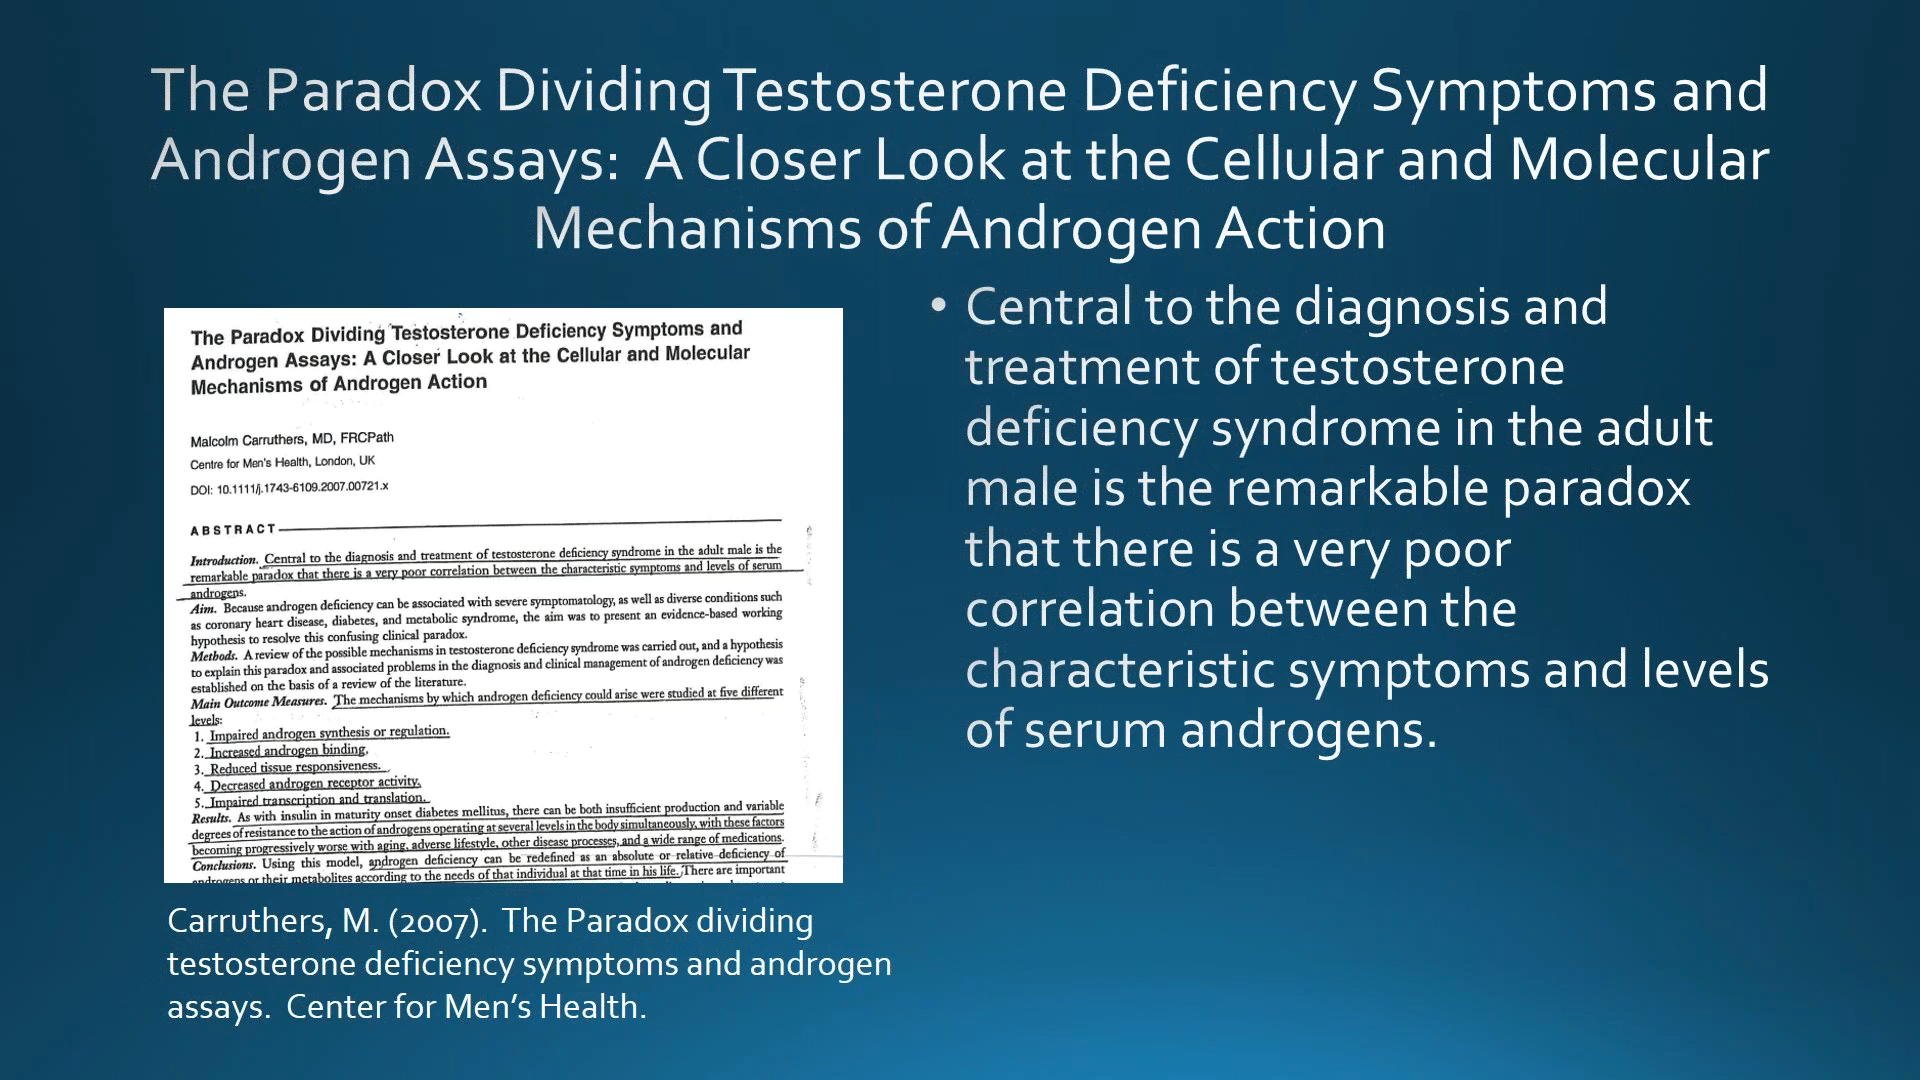 The Paradox Dividing Testosterone Deficiency Symptoms and
Androgen Assays:  A Closer Look at the Cellular and Molecular
Mechanisms of Androgen Action
The Paradox Dividing Testosterone Deficiency Symptoms and
Androgen Assays: A Closer Look at the Cellular and Molecular
Mechanisms of Androgen Action
Malcolm Carruthers, MD, FRCPath
Centre for Men's Health, London, UK
DOI: 10.1111/j.1743-6109.2007.00721.x
ABSTRACT
Introduction. Central to the diagnosis and treatment of testosterone deficiency syndrome in the adult male is the
remarkable paradox that there is a very poor correlation between the characteristic symptoms and levels of serum
androgens.
Aim. Because androgen deficiency can be associated with severe symptomatology, as well as diverse conditions such
as coronary heart disease, diabetes, and metabolic syndrome, the aim was to present an evidence-based working
hypothesis to resolve this confusing clinical paradox.
Methods. A review of the possible mechanisms in testosterone deficiency syndrome was carried out, and a hypothesis
to explain this paradox and associated problems in the diagnosis and clinical management of androgen deficiency was
established on the basis of a review of the literature.
Main Outcome Measures. The mechanisms by which androgen deficiency could arise were studied at five different
levels:
1. Impaired androgen synthesis or regulation.
2. Increased androgen binding.
3. Reduced tissue responsiveness.
4. Decreased androgen receptor activity.
5. Impaired transcription and translation.
Results. As with insulin in maturity onset diabetes mellitus, there can be both insufficient production and variable
degrees of resistance to the action of androgens operating at several levels in the body simultaneously, with these factors
becoming progressively worse with aging, adverse lifestyle, other disease processes, and a wide range of medications.
Conclusions. Using this model, androgen deficiency can be redefined as an absolute or relative deficiency of
androgens or their metabolites according to the needs of that individual at that time in his life. There are important
Carruthers, M. (2007).  The Paradox dividing
testosterone deficiency symptoms and androgen
assays.  Center for Men’s Health.
• Central to the diagnosis and
treatment of testosterone
deficiency syndrome in the adult
male is the remarkable paradox
that there is a very poor
correlation between the
characteristic symptoms and levels
of serum androgens.